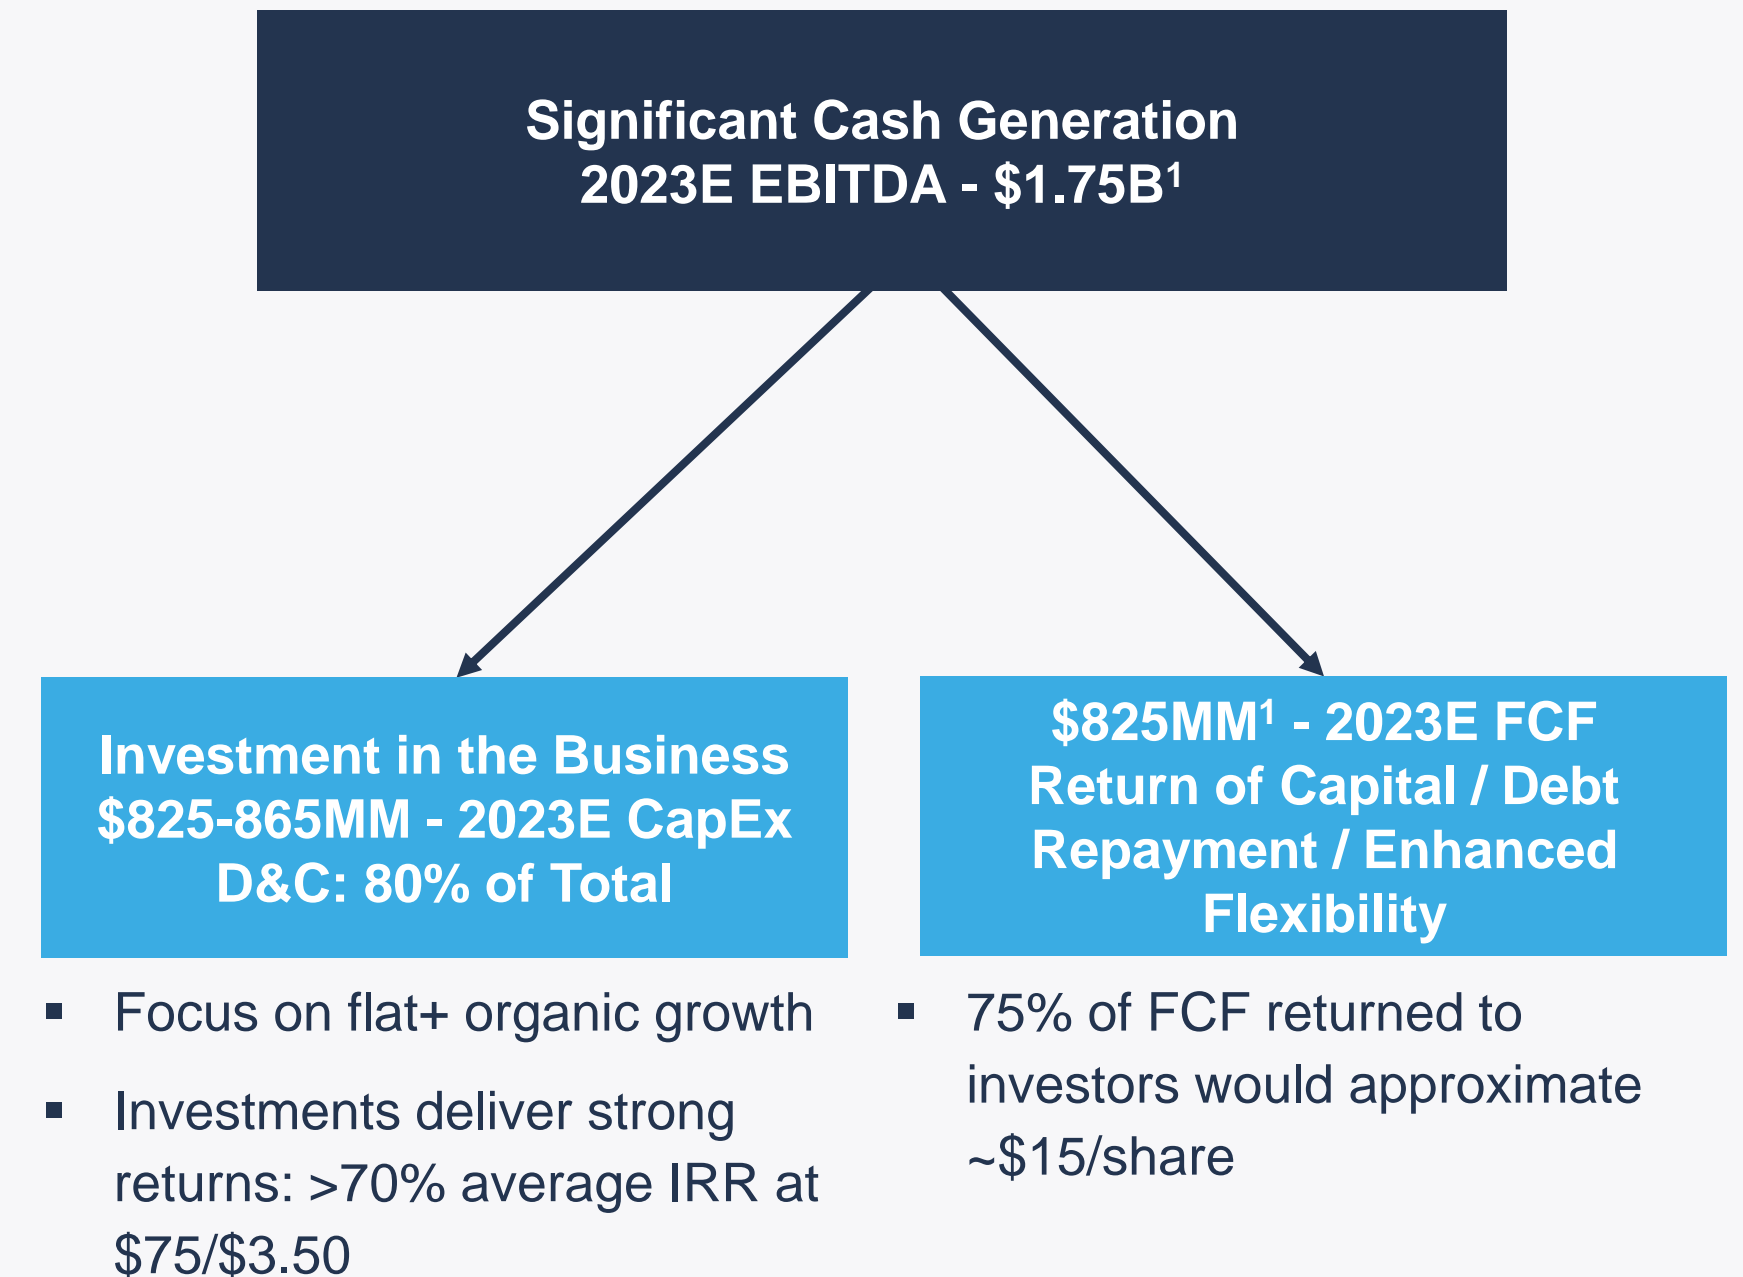 Significant Cash Generation
2023E EBITDA - $1.75B¹
Investment in the Business
$825-865MM - 2023E CapEx
D&C: 80% of Total
▪ Focus on flat+ organic growth
▪ Investments deliver strong
returns: >70% average IRR at
$75/$3.50
$825MM¹ - 2023E FCF
Return of Capital / Debt
Repayment / Enhanced
Flexibility
▪ 75% of FCF returned to
investors would approximate
~$15/share